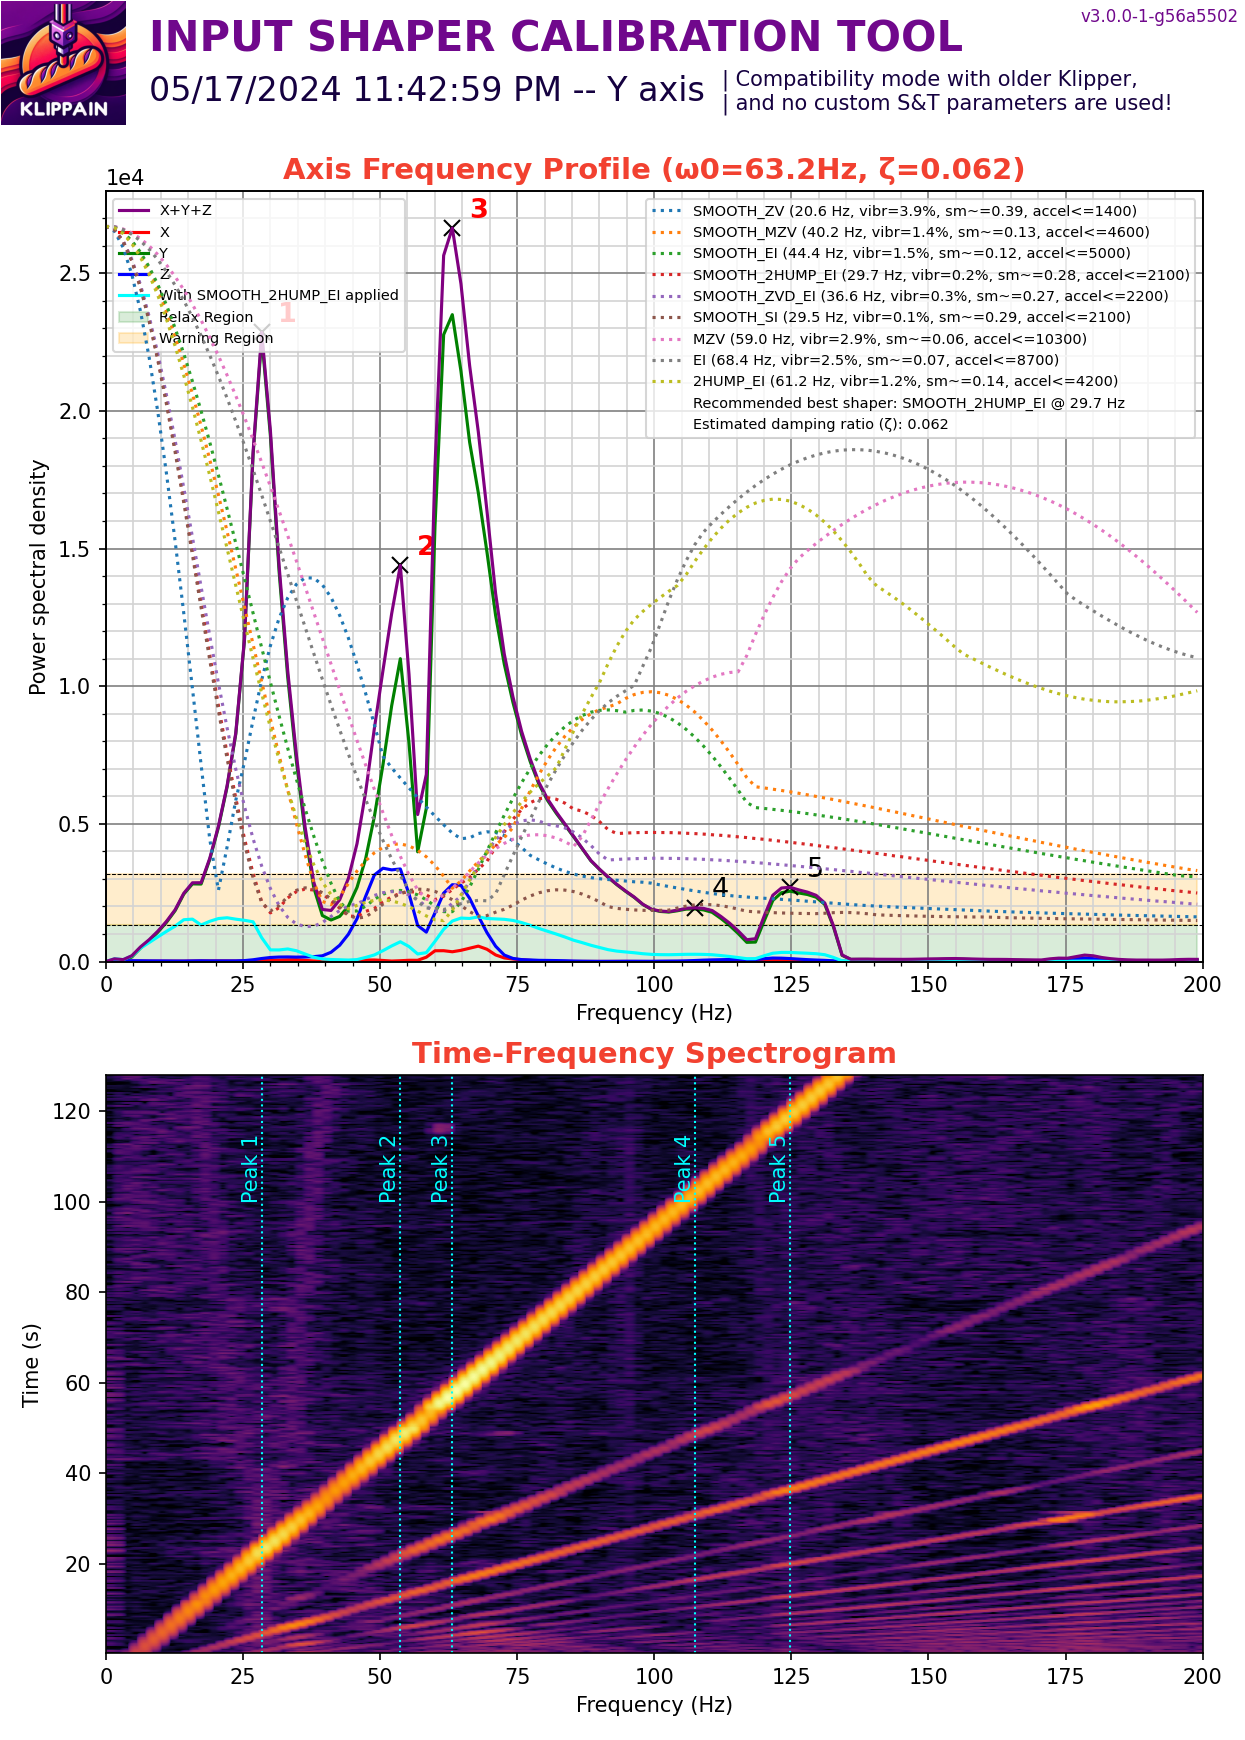 v3.0.0-1-g56a5502
INPUT SHAPER CALIBRATION TOOL
05/17/2024 11:42:59 PM -- Y axis
| Compatibility mode with older Klipper,
| and no custom S&T parameters are used!
KLIPPAIN
Axis Frequency Profile (ω0=63.2Hz, ζ=0.062)
1e4
X+Y+Z
X
Y
Z
With SMOOTH_2HUMP_EI applied
Relax Region
Warning Region
SMOOTH_ZV (20.6 Hz, vibr=3.9%, sm~=0.39, accel<=1400)
SMOOTH_MZV (40.2 Hz, vibr=1.4%, sm~=0.13, accel<=4600)
SMOOTH_EI (44.4 Hz, vibr=1.5%, sm~=0.12, accel<=5000)
SMOOTH_2HUMP_EI (29.7 Hz, vibr=0.2%, sm~=0.28, accel<=2100)
SMOOTH_ZVD_EI (36.6 Hz, vibr=0.3%, sm~=0.27, accel<=2200)
SMOOTH_SI (29.5 Hz, vibr=0.1%, sm~=0.29, accel<=2100)
MZV (59.0 Hz, vibr=2.9%, sm~=0.06, accel<=10300)
EI (68.4 Hz, vibr=2.5%, sm~=0.07, accel<=8700)
2HUMP_EI (61.2 Hz, vibr=1.2%, sm~=0.14, accel<=4200)
Recommended best shaper: SMOOTH_2HUMP_EI @ 29.7 Hz
Estimated damping ratio (ζ): 0.062
1
2
3
4
5
Power spectral density
2.5
2.0
1.5
1.0
0.5
0.0
0 25 50 75 100 125 150 175 200
Frequency (Hz)
Time-Frequency Spectrogram
Time (s)
120
100
80
60
40
20
Peak 1
Peak 2
Peak 3
Peak 4
Peak 5
0 25 50 75 100 125 150 175 200
Frequency (Hz)